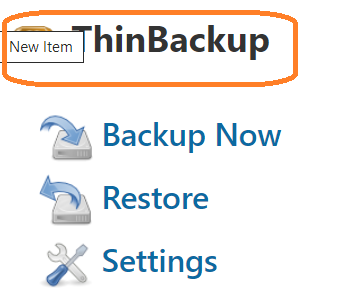 New Item
ThinBackup
Backup Now
Restore
Settings